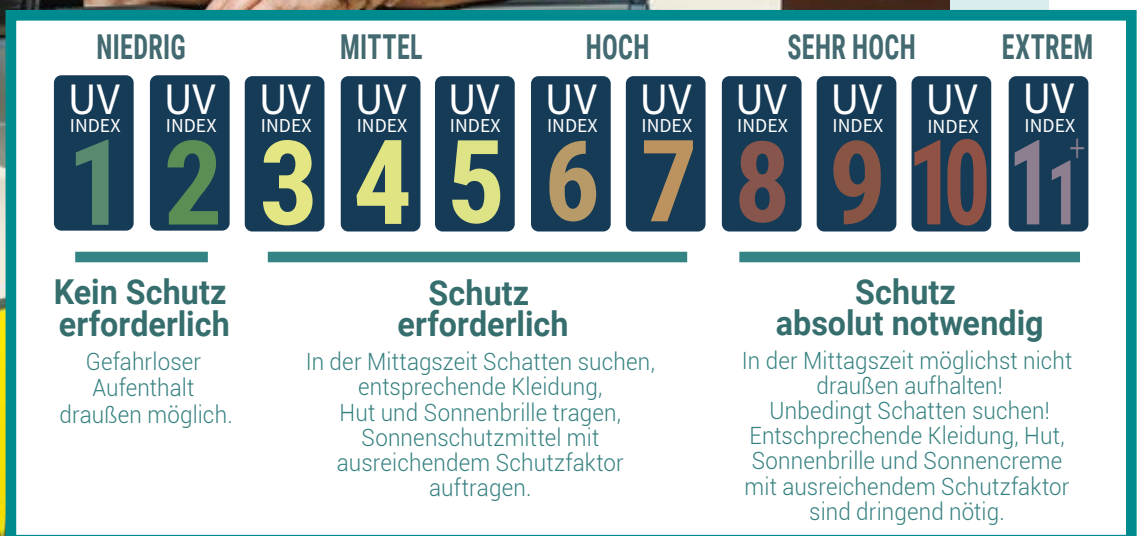 NIEDRIG MITTEL HOCH SEHR HOCH EXTREM
UV UV UV UV UV UV UV UV UV UV UV
INDEX INDEX INDEX INDEX INDEX INDEX INDEX INDEX INDEX INDEX INDEX
1 2 3 4 5 6 7 8 9 10 11+
Kein Schutz
erforderlich
Gefahrloser
Aufenthalt
draußen möglich.
Schutz
erforderlich
In der Mittagszeit Schatten suchen,
entsprechende Kleidung,
Hut und Sonnenbrille tragen,
Sonnenschutzmittel mit
ausreichendem Schutzfaktor
auftragen.
Schutz
absolut notwendig
In der Mittagszeit möglichst nicht
draußen aufhalten!
Unbedingt Schatten suchen!
Entschprechende Kleidung, Hut,
Sonnenbrille und Sonnencreme
mit ausreichendem Schutzfaktor
sind dringend nötig.